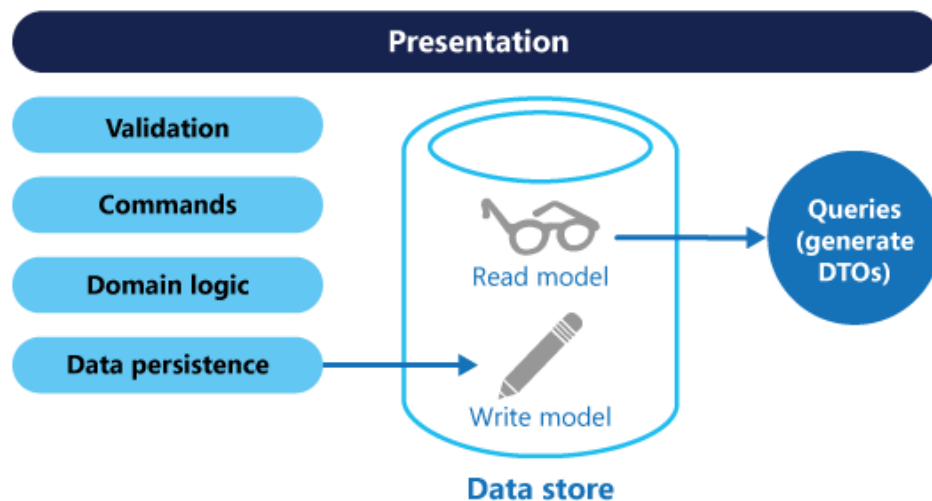 Presentation
Validation
Commands
Domain logic
Data persistence
Read model
Write model
Data store
Queries
(generate
DTOs)